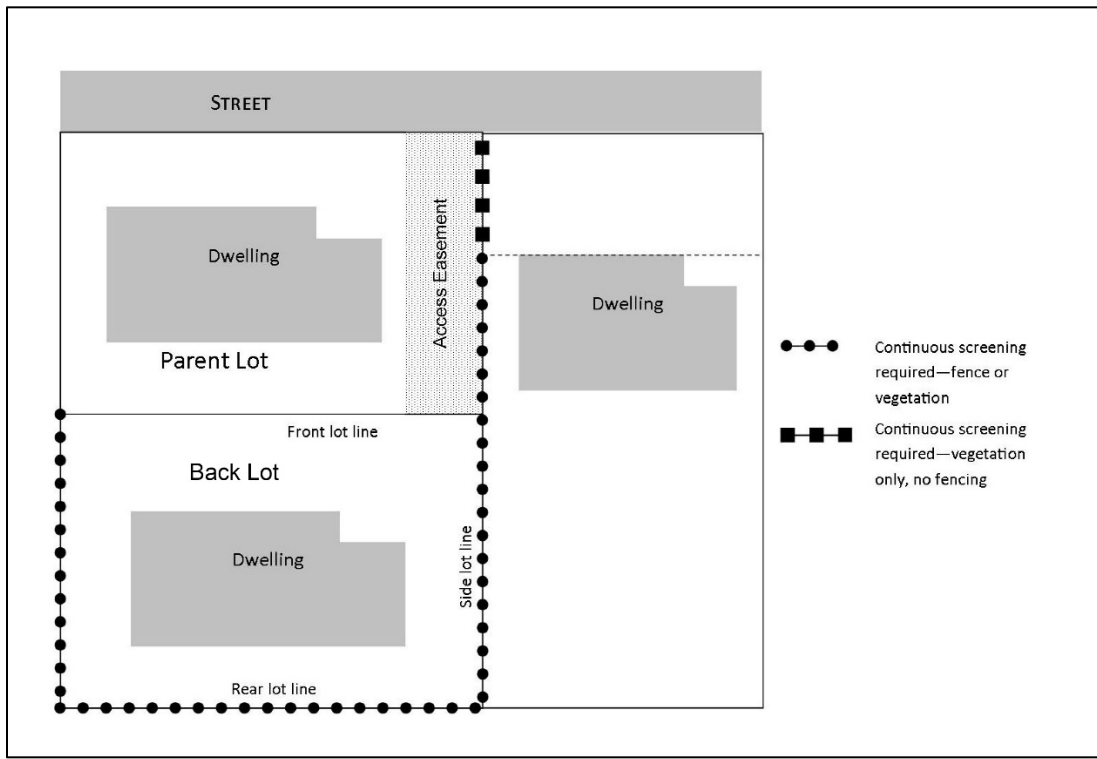 STREET
Access Easement
Dwelling
Dwelling
Parent Lot
Continuous screening
required—fence or
vegetation
Front lot line
Continuous screening
required—vegetation
only, no fencing
Back Lot
Dwelling
Side lot line
Rear lot line